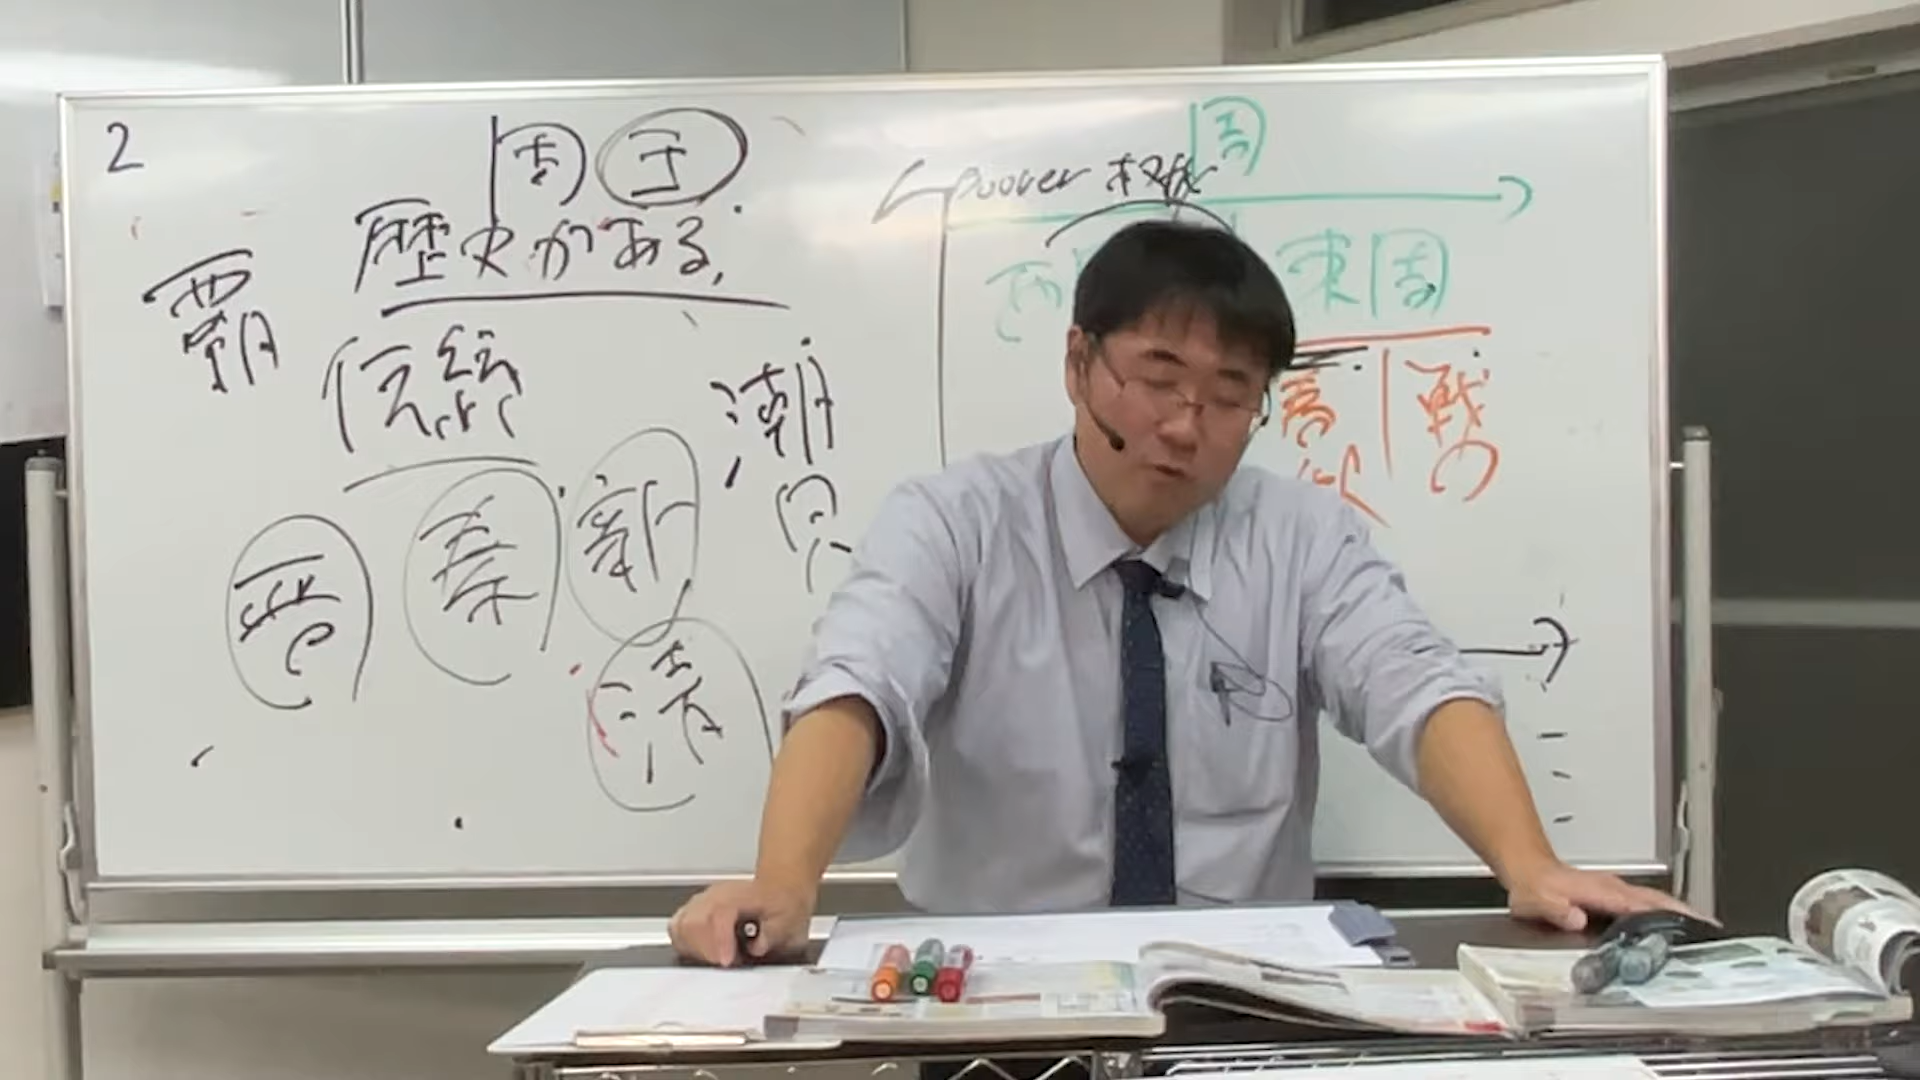 2
周王
歴史がある,
覇
伝統
潮
見
晋
秦
新
清
周
Power 権
東周
春
戦